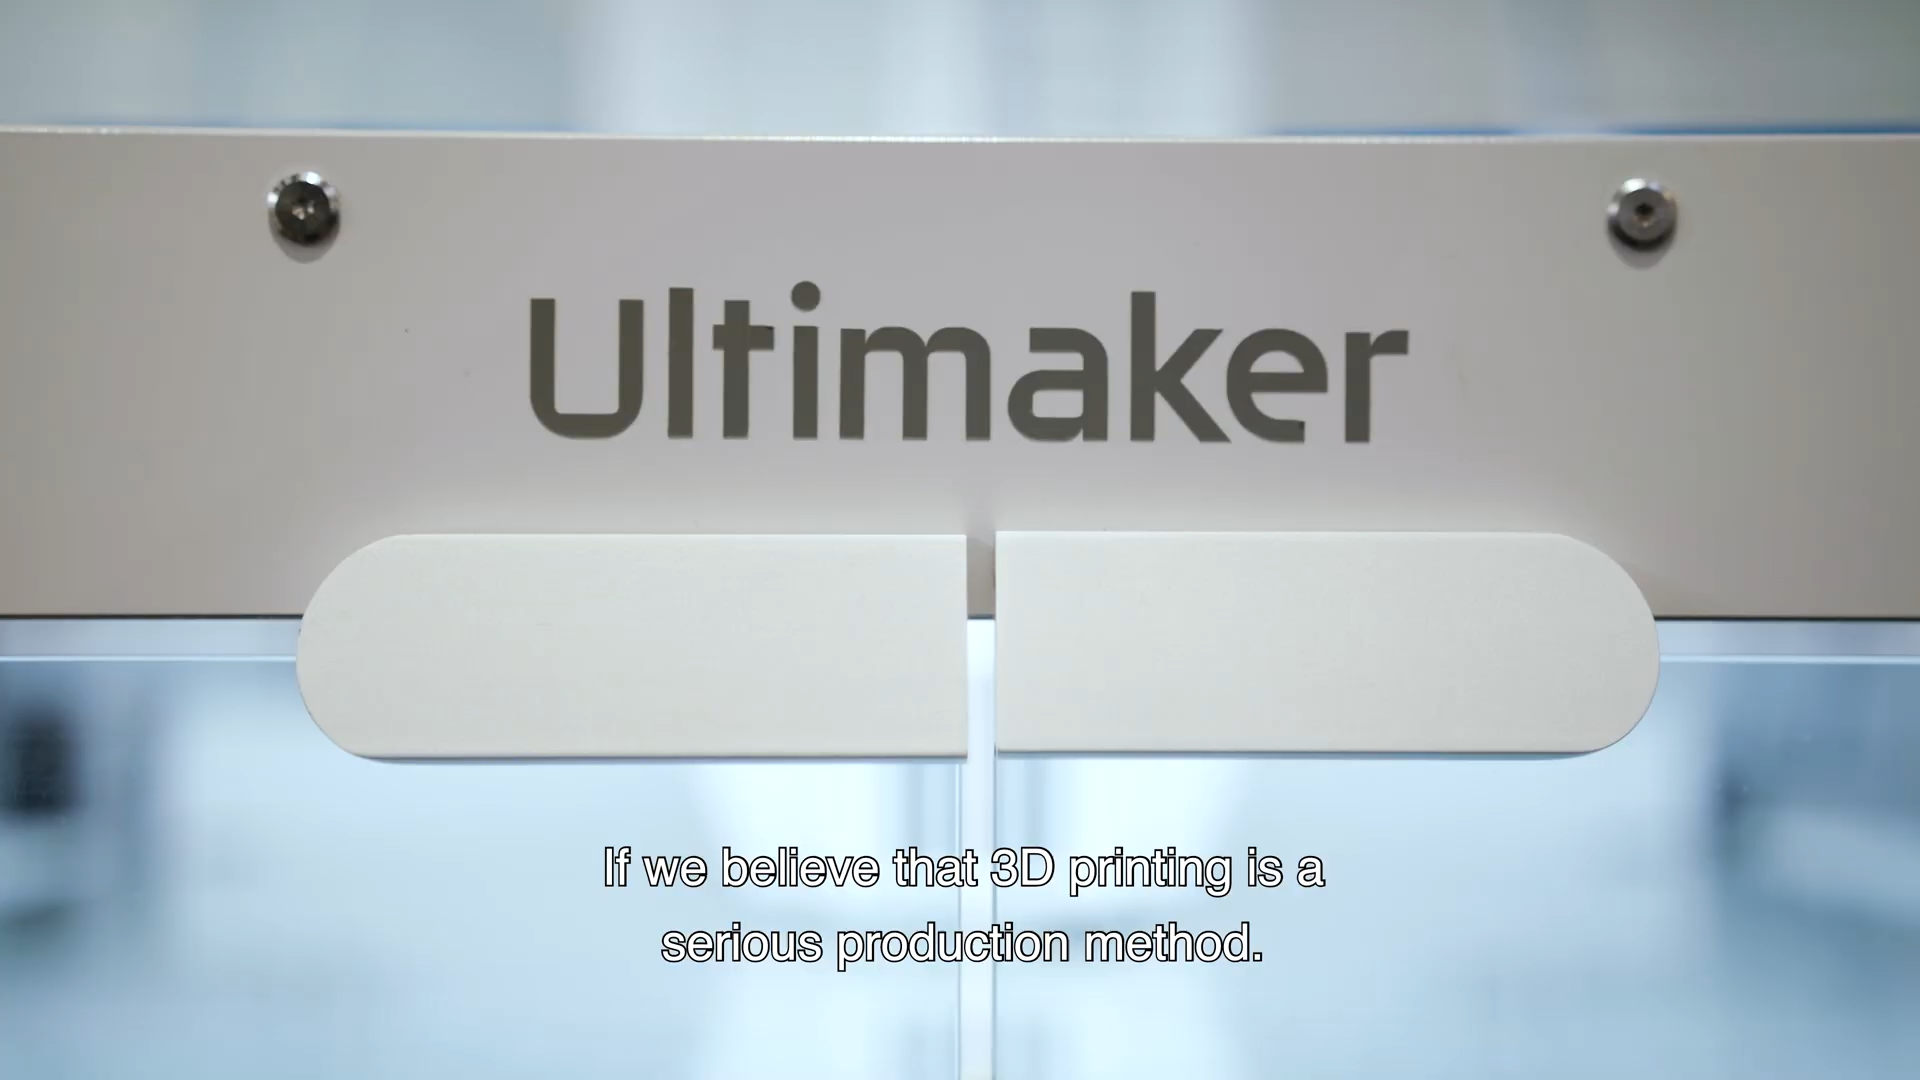 Ultimaker
If we believe that 3D printing is a
serious production method.